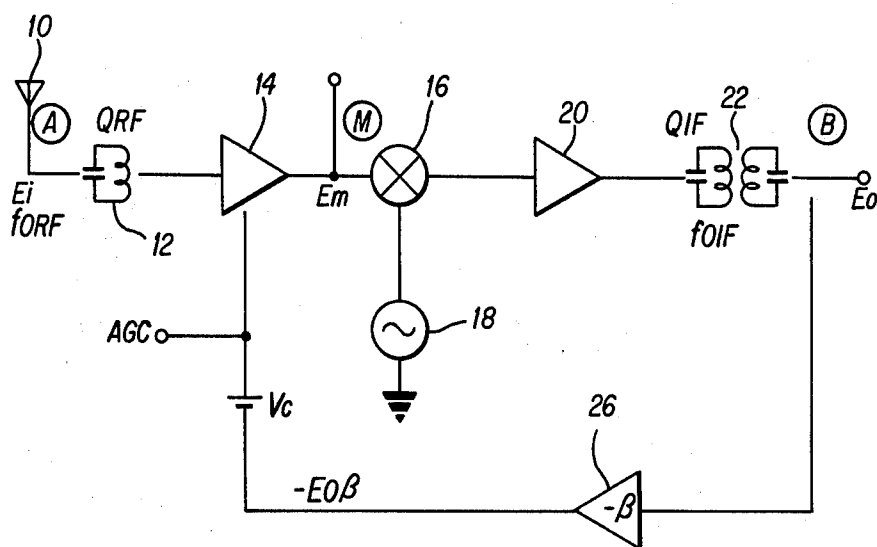 10
A
QRF
14
M
16
20
QIF
22
B
Ei
fORF
12
Em
fOIF
Eo
AGC
18
Vc
26
-EOβ
-β